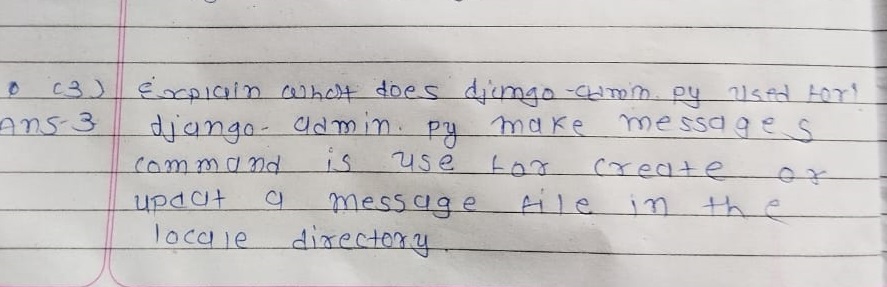 (3) Explain what does django-admin.py used for?
Ans-3 django-admin.py make messages
command is use for create or
updat a message file in the
locale directory.